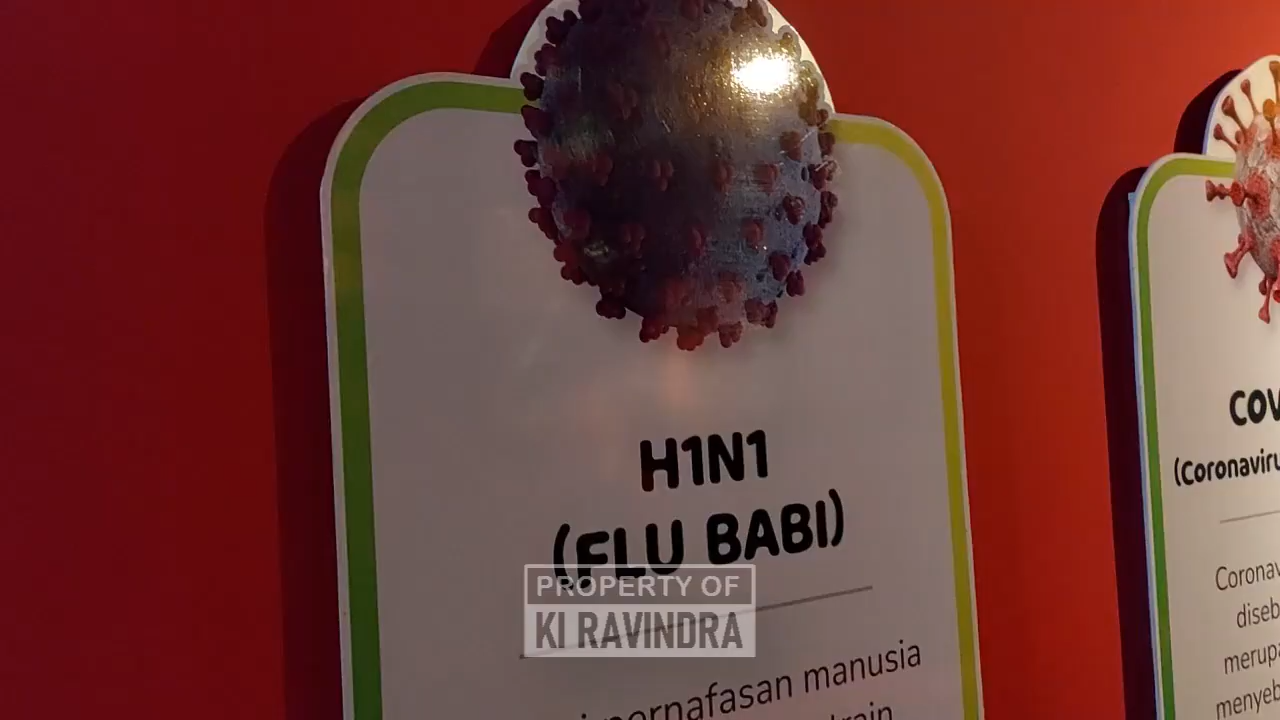 H1N1
(FLU BABI)
PROPERTY OF
KI RAVINDRA
pernafasan manusia
COV
(Coronaviru
Coronav
diseb
merupa
menyeb